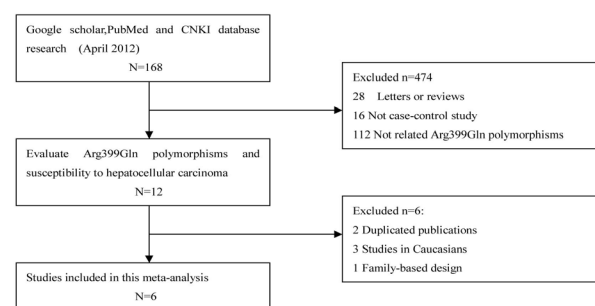 Google scholar,PubMed and CNKI database
research (April 2012)
N=168
Excluded n=474
28 Letters or reviews
16 Not case-control study
112 Not related Arg399Gln polymorphisms
Evaluate Arg399Gln polymorphisms and
susceptibility to hepatocellular carcinoma
N=12
Excluded n=6:
2 Duplicated publications
3 Studies in Caucasians
1 Family-based design
Studies included in this meta-analysis
N=6